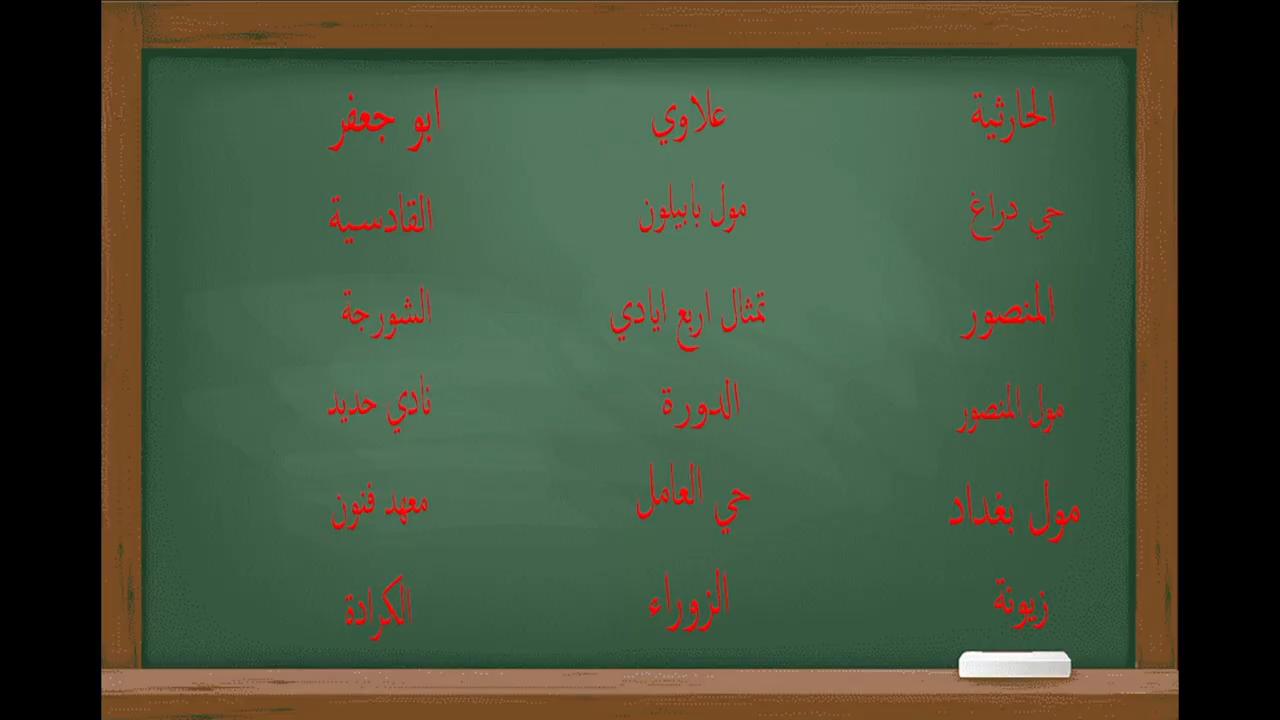 الحارثية
علاوي
ابو جعفر
حي دراغ
مول بابيلون
القادسية
المنصور
تمثال اربع ايادي
الشورجة
مول المنصور
الدورة
نادي حديد
مول بغداد
حي العامل
معهد فنون
زيونة
الزوراء
الكرادة